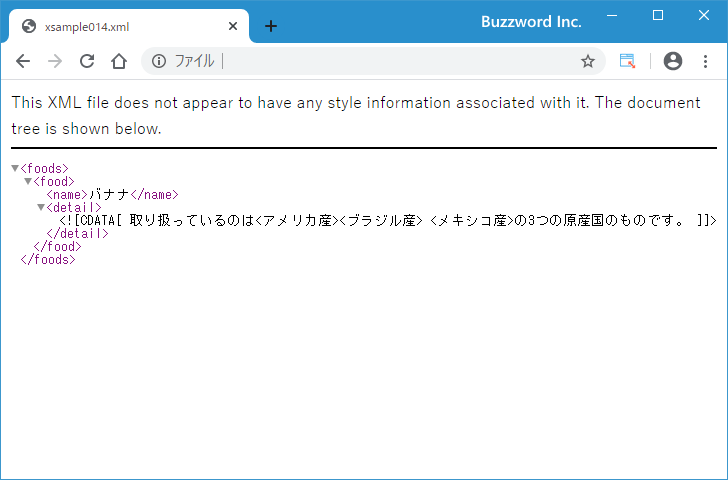 xsample014.xml
Buzzword Inc.
ファイル
This XML file does not appear to have any style information associated with it. The document
tree is shown below.
<foods>
<food>
<name>バナナ</name>
<detail>
<![CDATA[ 取り扱っているのは<アメリカ産><ブラジル産> <メキシコ産>の3つの原産国のものです。 ]]>
</detail>
</food>
</foods>